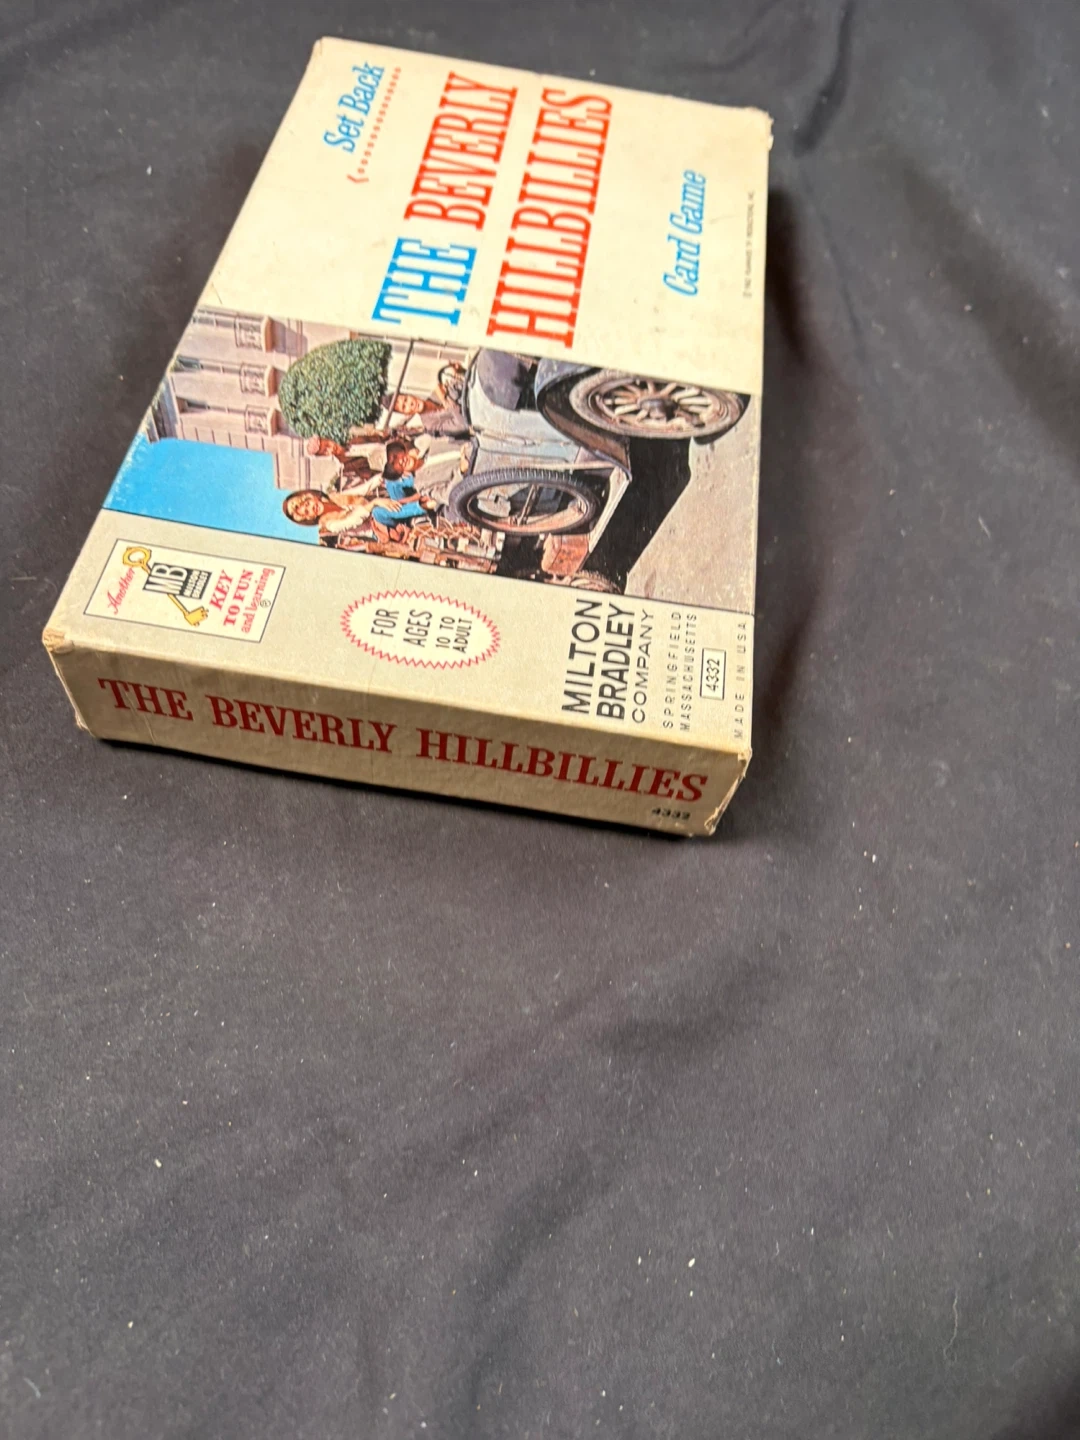 Set Back
THE BEVERLY
HILLBILLIES
Card Game
Another
MB
KEY
TO FUN
and learning
®
FOR
AGES
10 TO
ADULT
MILTON
BRADLEY
COMPANY
SPRINGFIELD
MASSACHUSETTS
4332
MADE IN USA
THE BEVERLY HILLBILLIES
4332